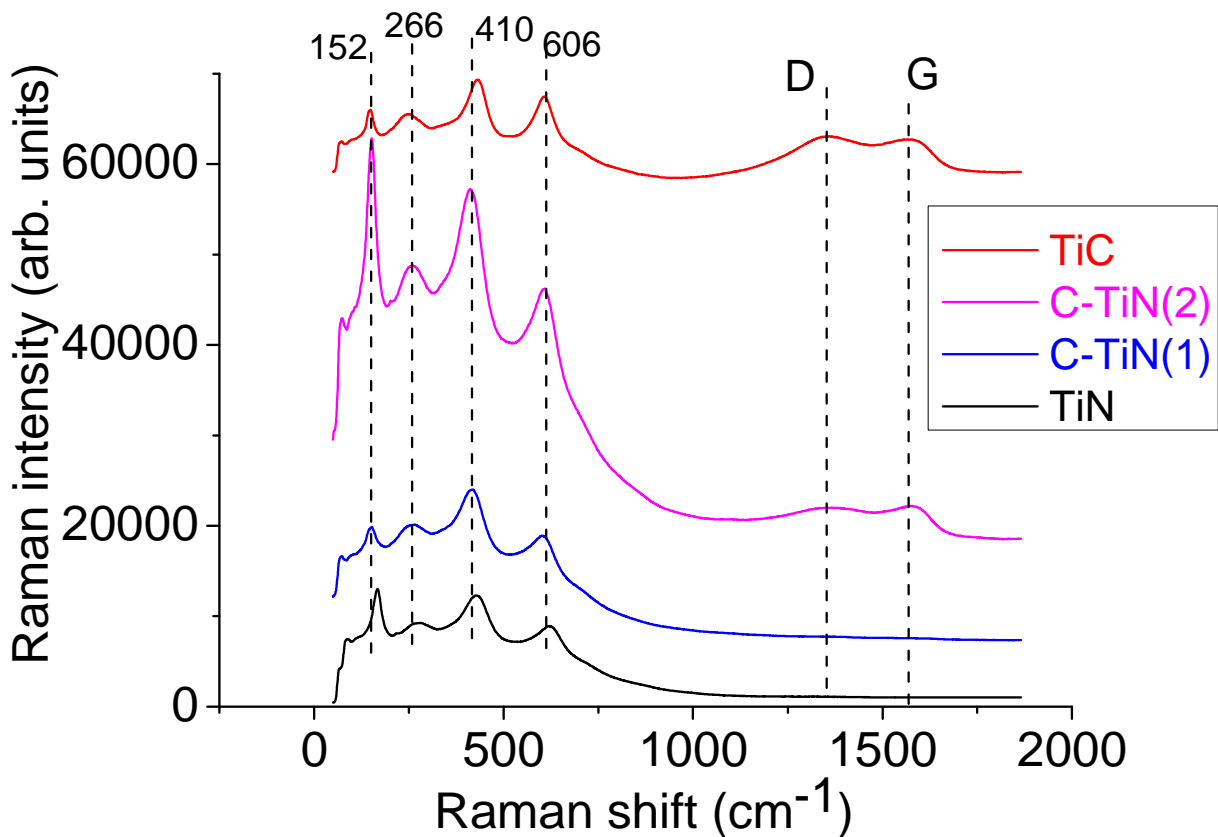 152 266 410 606
D G
Raman intensity (arb. units)
60000
40000
20000
0
TiC
C-TiN(2)
C-TiN(1)
TiN
0 500 1000 1500 2000
Raman shift (cm⁻¹)